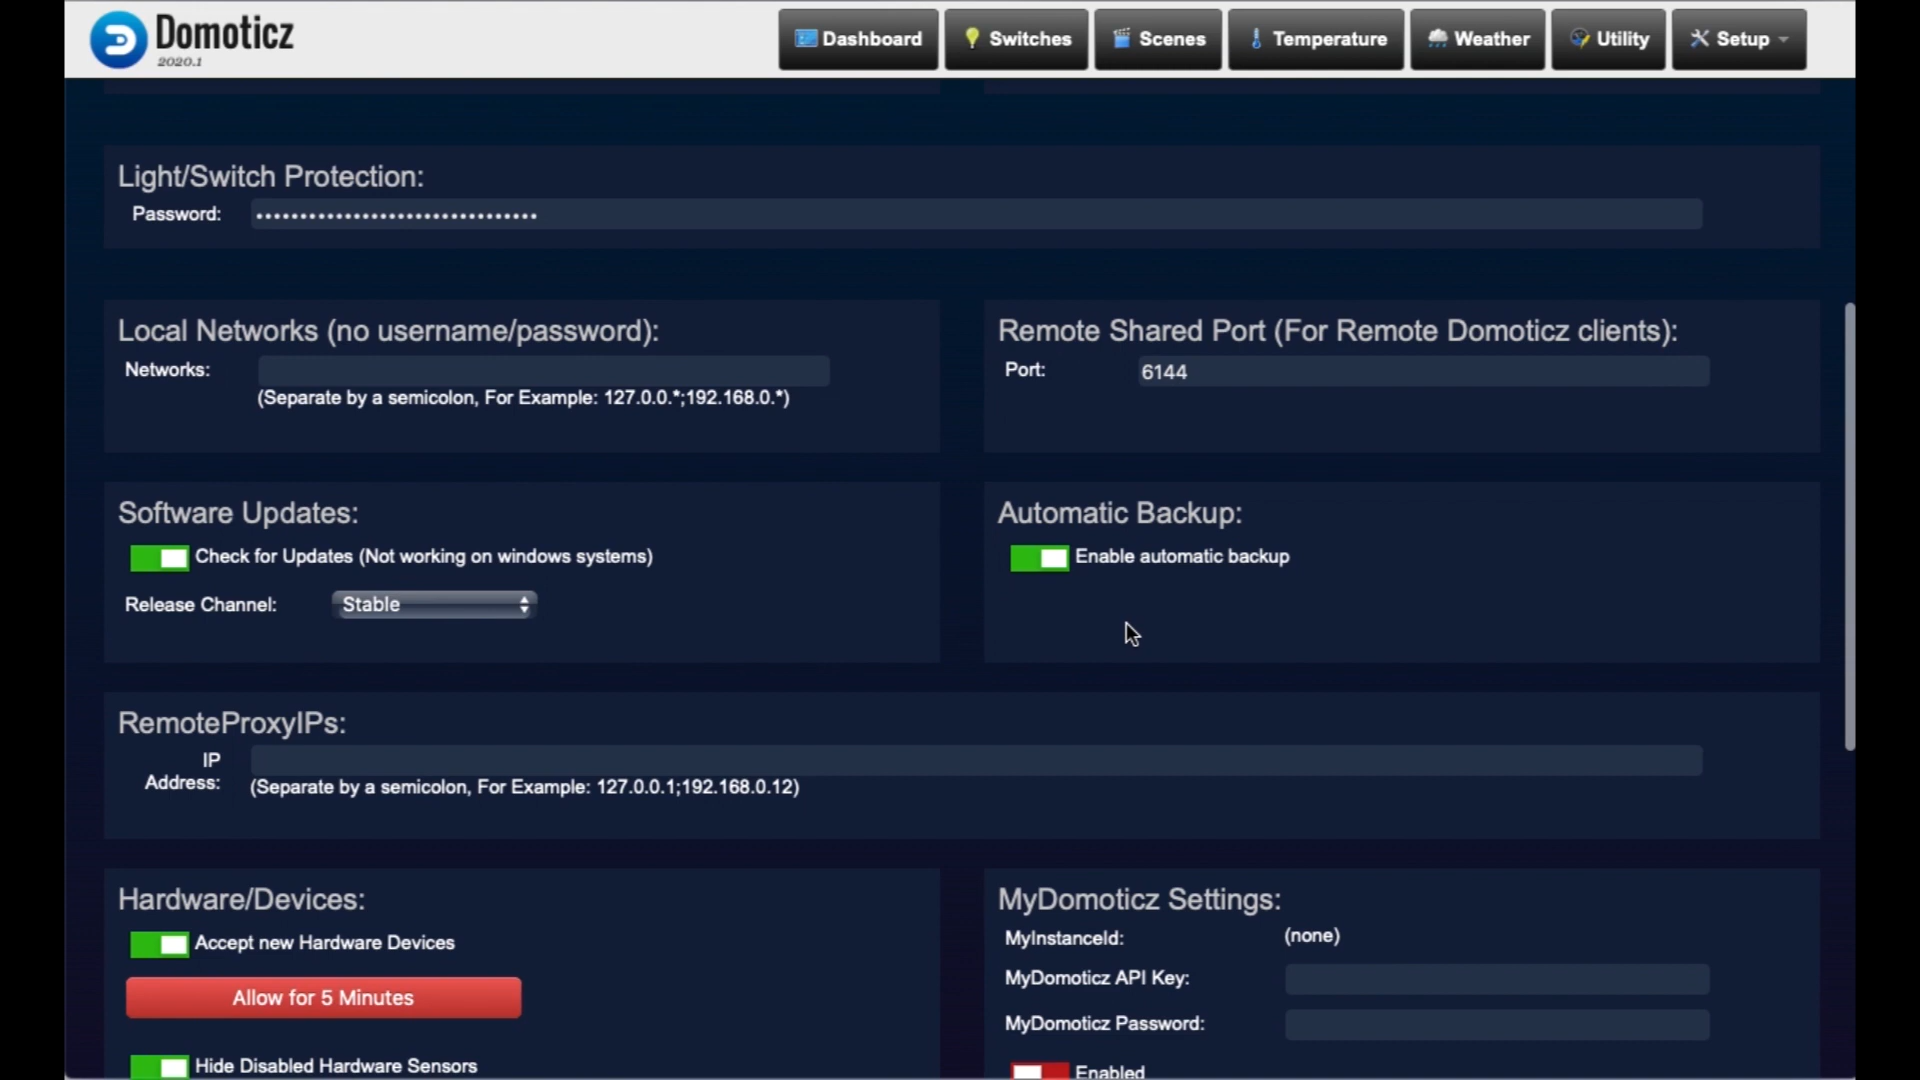 Domoticz
2020.1
Dashboard
Switches
Scenes
Temperature
Weather
Utility
Setup
Light/Switch Protection:
Password: ••••••••••••••••••••••••••••••••
Local Networks (no username/password):
Networks:
(Separate by a semicolon, For Example: 127.0.0.*;192.168.0.*)
Remote Shared Port (For Remote Domoticz clients):
Port: 6144
Software Updates:
Check for Updates (Not working on windows systems)
Release Channel: Stable
Automatic Backup:
Enable automatic backup
RemoteProxyIPs:
IP
Address:
(Separate by a semicolon, For Example: 127.0.0.1;192.168.0.12)
Hardware/Devices:
Accept new Hardware Devices
Allow for 5 Minutes
Hide Disabled Hardware Sensors
MyDomoticz Settings:
MyInstanceId: (none)
MyDomoticz API Key:
MyDomoticz Password:
Enabled